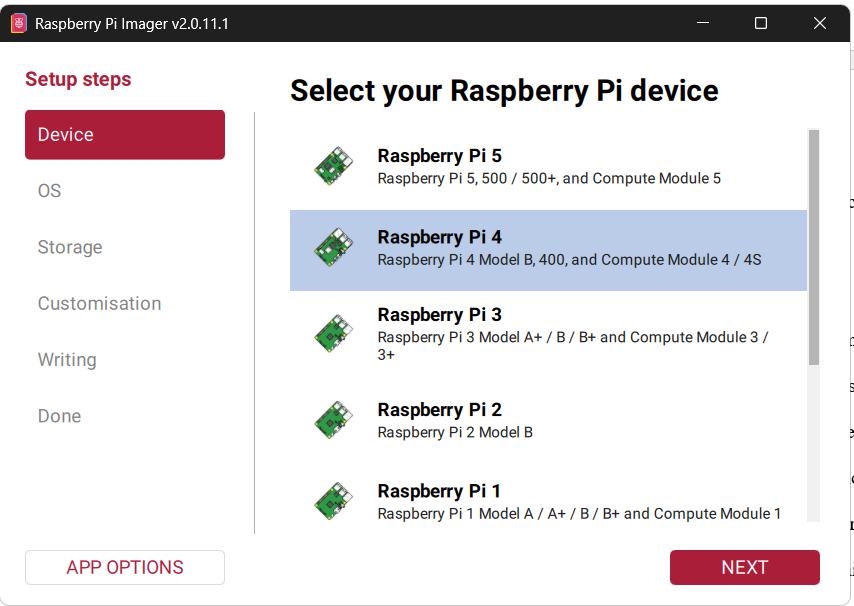 Raspberry Pi Imager v2.0.11.1
Setup steps
Device
OS
Storage
Customisation
Writing
Done
APP OPTIONS
Select your Raspberry Pi device
Raspberry Pi 5
Raspberry Pi 5, 500 / 500+, and Compute Module 5
Raspberry Pi 4
Raspberry Pi 4 Model B, 400, and Compute Module 4 / 4S
Raspberry Pi 3
Raspberry Pi 3 Model A+ / B / B+ and Compute Module 3 /
3+
Raspberry Pi 2
Raspberry Pi 2 Model B
Raspberry Pi 1
Raspberry Pi 1 Model A / A+ / B / B+ and Compute Module 1
NEXT